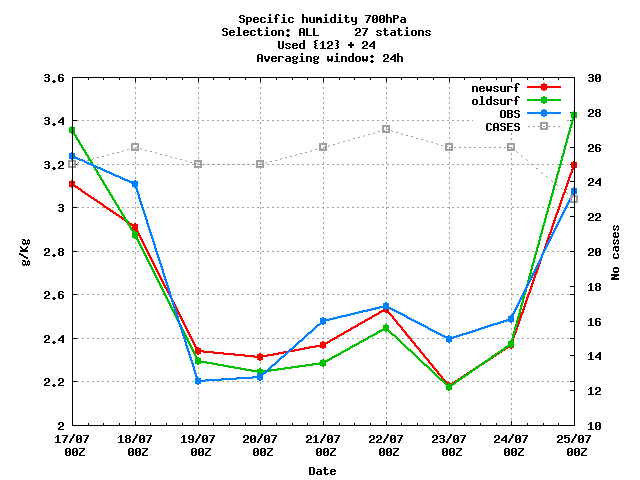 Specific humidity 700hPa
Selection: ALL     27 stations
Used {12} + 24
Averaging window: 24h
newsurf
oldsurf
OBS
CASES
g/Kg
3.6
3.4
3.2
3
2.8
2.6
2.4
2.2
2
No cases
30
28
26
24
22
20
18
16
14
12
10
17/07 18/07 19/07 20/07 21/07 22/07 23/07 24/07 25/07
00Z 00Z 00Z 00Z 00Z 00Z 00Z 00Z 00Z
Date